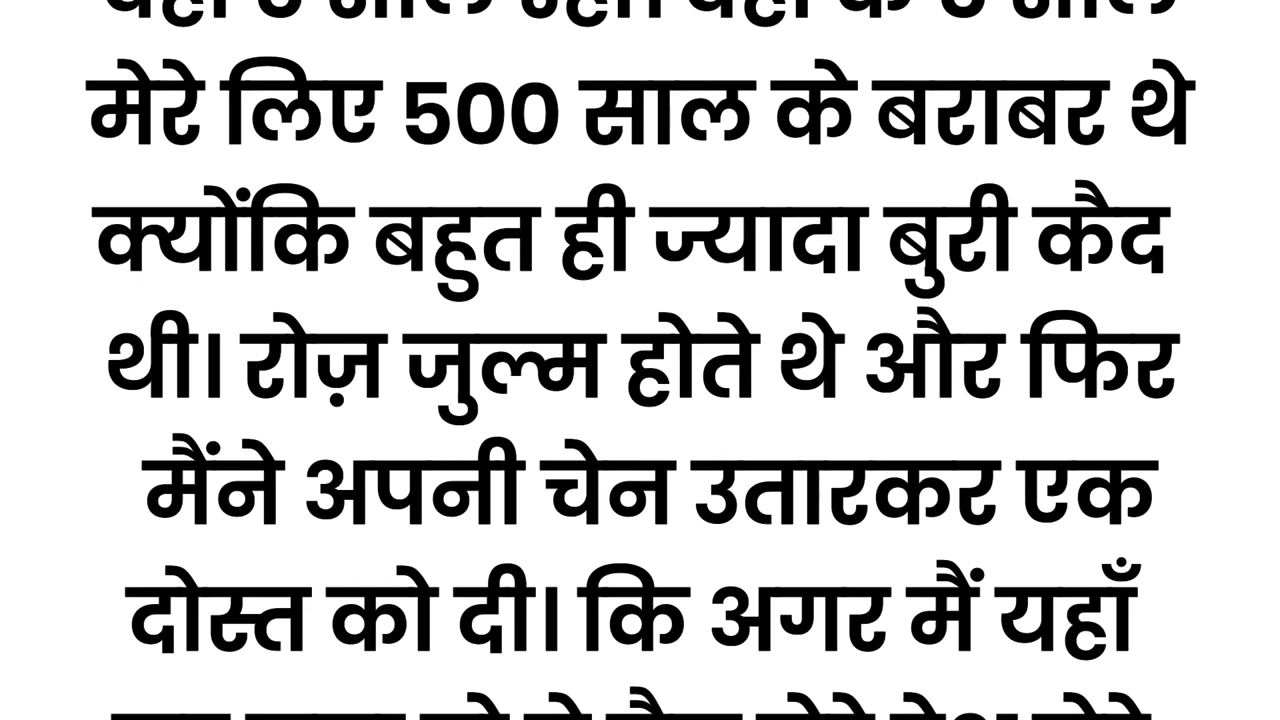 मेरे लिए 500 साल के बराबर थे
क्योंकि बहुत ही ज्यादा बुरी कैद
थी। रोज़ जुल्म होते थे और फिर
मैंने अपनी चेन उतारकर एक
दोस्त को दी। कि अगर मैं यहाँ